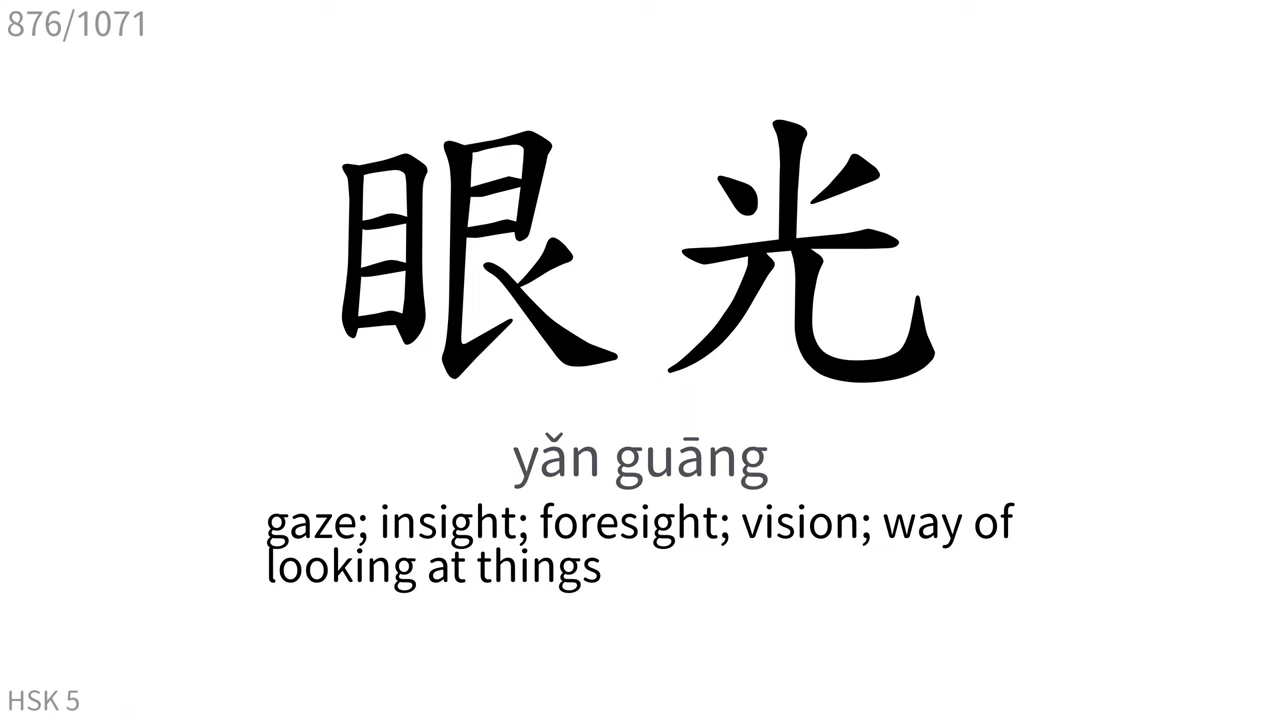 876/1071
眼光
yǎn guāng
gaze; insight; foresight; vision; way of
looking at things
HSK 5